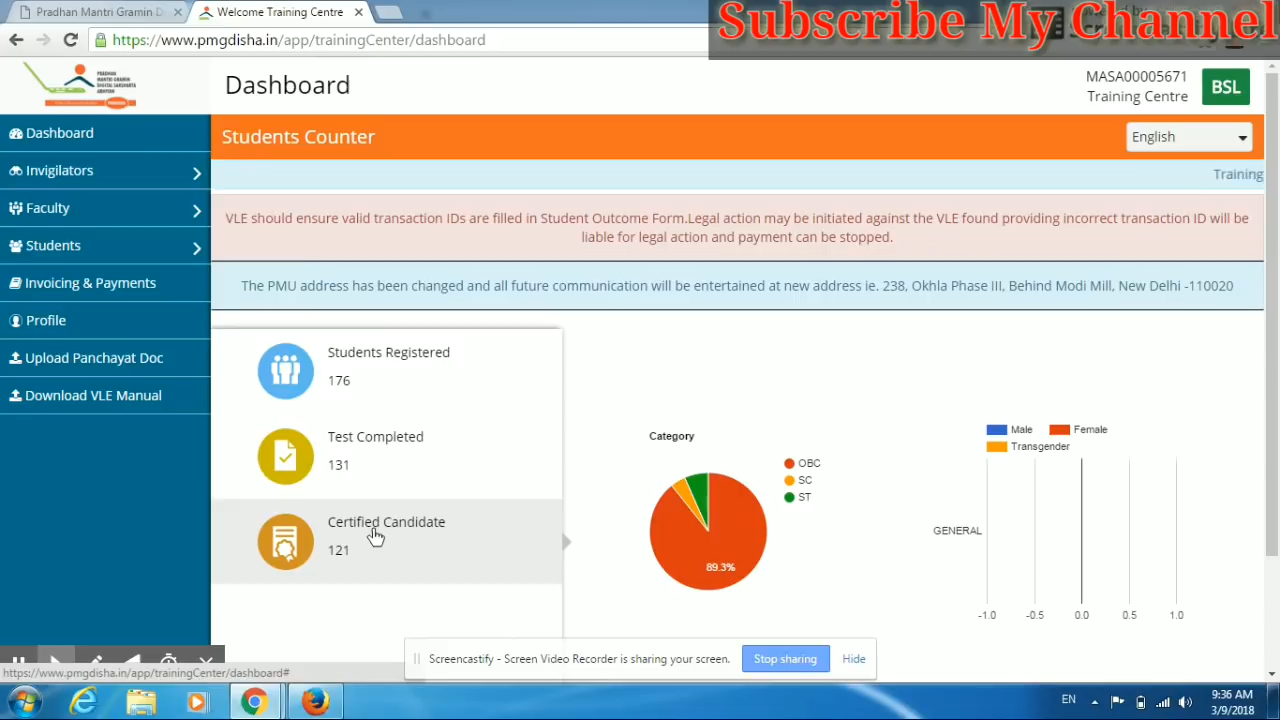 Pradhan Mantri Gramin D
Welcome Training Centre
Subscribe My Channel
https://www.pmgdisha.in/app/trainingCenter/dashboard
PRADHAN
MANTRI GRAMIN
DIGITAL SAKSHARTA
ABHIYAN
Dashboard
MASA00005671
Training Centre
BSL
Dashboard
Invigilators
Faculty
Students
Invoicing & Payments
Profile
Upload Panchayat Doc
Download VLE Manual
Students Counter
English
Training
VLE should ensure valid transaction IDs are filled in Student Outcome Form.Legal action may be initiated against the VLE found providing incorrect transaction ID will be
liable for legal action and payment can be stopped.
The PMU address has been changed and all future communication will be entertained at new address ie. 238, Okhla Phase III, Behind Modi Mill, New Delhi -110020
Students Registered
176
Test Completed
131
Certified Candidate
121
Category
OBC
SC
ST
89.3%
Male
Female
Transgender
GENERAL
-1.0
-0.5
0.0
0.5
1.0
Screencastify - Screen Video Recorder is sharing your screen.
Stop sharing
Hide
https://www.pmgdisha.in/app/trainingCenter/dashboard#
EN
9:36 AM
3/9/2018